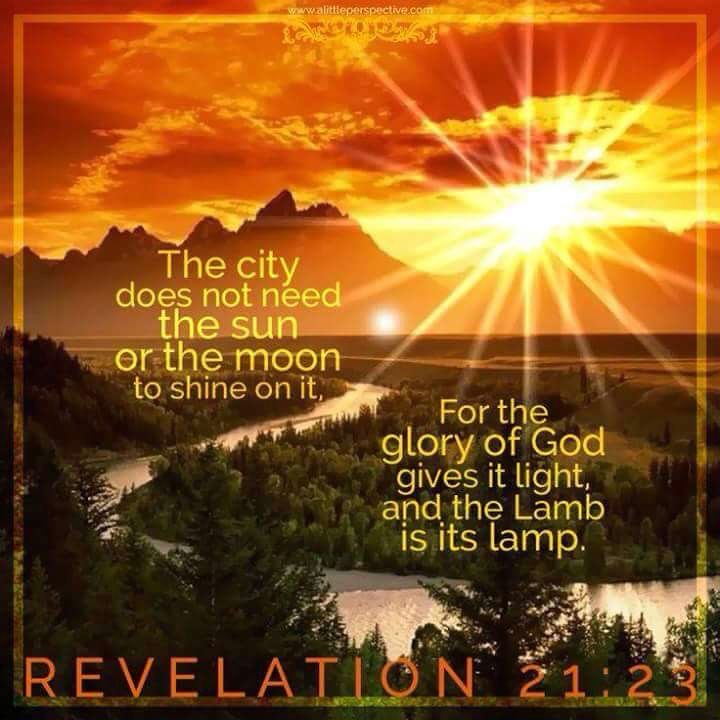 www.alittleperspective.com
The city
does not need
the sun
or the moon
to shine on it,
For the
glory of God
gives it light,
and the Lamb
is its lamp.
REVELATION 21:23